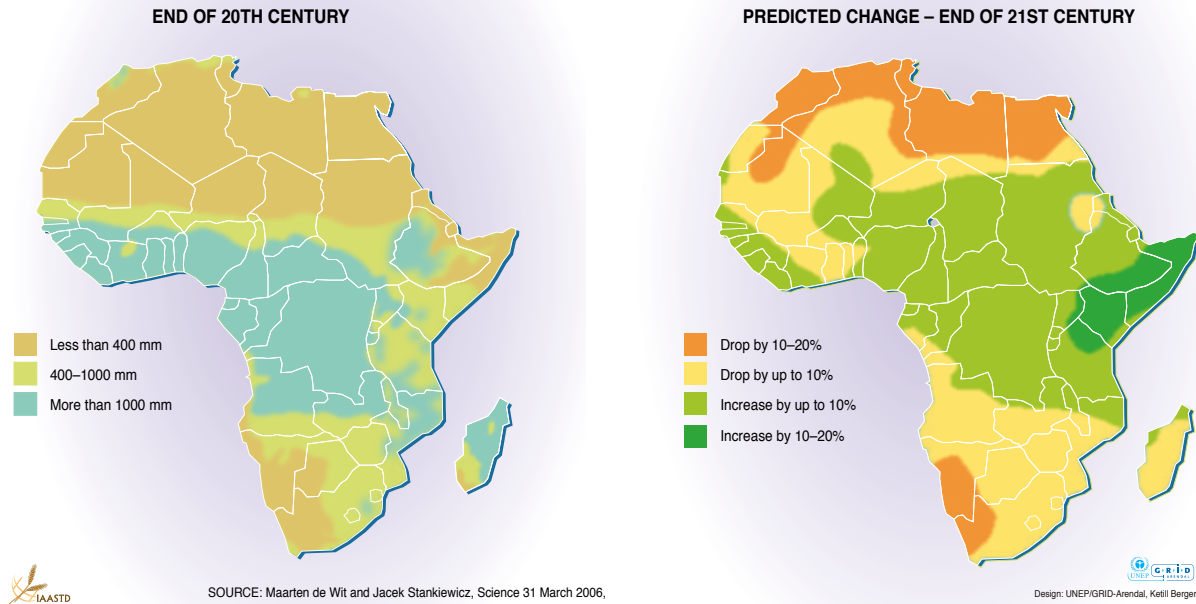 END OF 20TH CENTURY
Less than 400 mm
400–1000 mm
More than 1000 mm
IAASTD
SOURCE: Maarten de Wit and Jacek Stankiewicz, Science 31 March 2006,
PREDICTED CHANGE – END OF 21ST CENTURY
Drop by 10–20%
Drop by up to 10%
Increase by up to 10%
Increase by 10–20%
UNEP
GRID
ARENDAL
Design: UNEP/GRID-Arendal, Ketill Berger